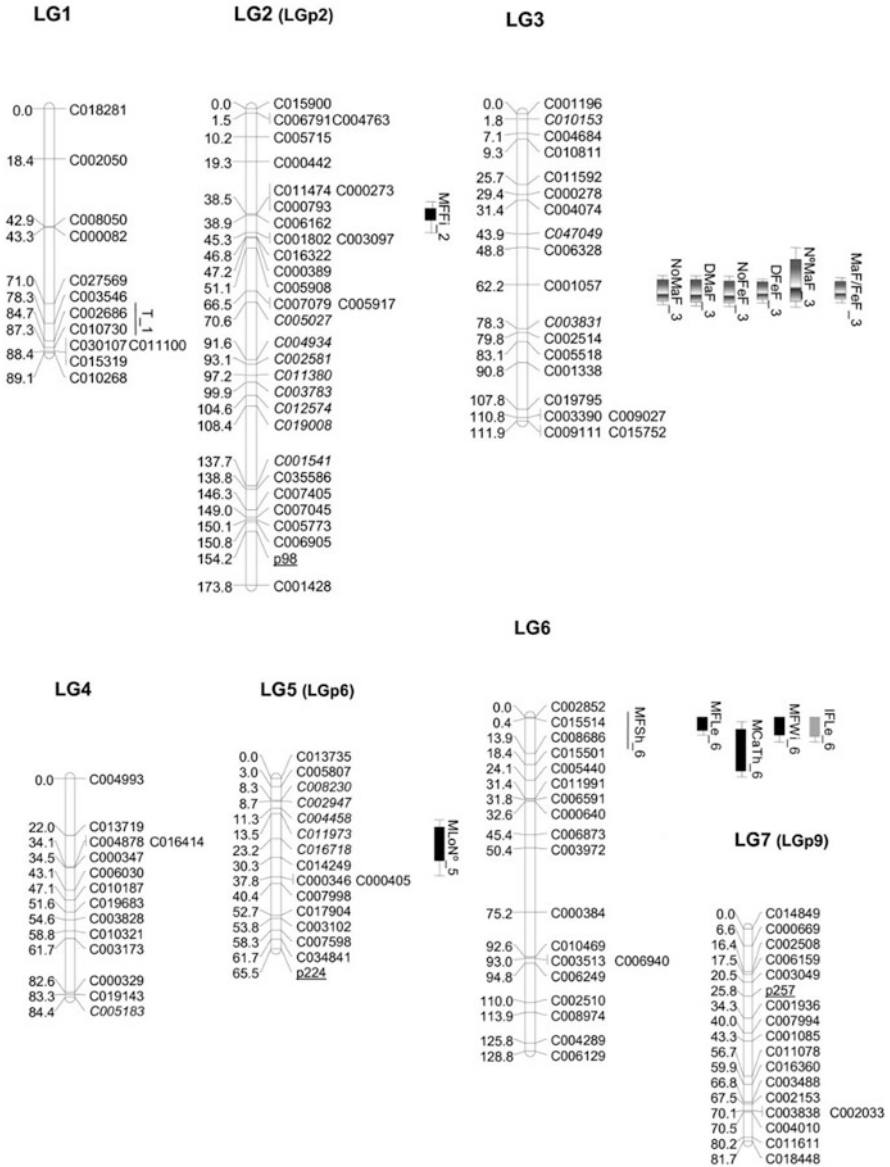 LG1
0.0 C018281
18.4 C002050
42.9 C008050
43.3 C000082
71.0 C027569
78.3 C003546
84.7 C002686
87.3 C010730
88.4 C030107 C011100
C015319
89.1 C010268
T_1
LG2 (LGp2)
0.0 C015900
1.5 C006791 C004763
10.2 C005715
19.3 C000442
38.5 C011474 C000273
C000793
38.9 C006162
45.3 C001802 C003097
46.8 C016322
47.2 C000389
51.1 C005908
66.5 C007079 C005917
70.6 C005027
91.6 C004934
93.1 C002581
97.2 C011380
99.9 C003783
104.6 C012574
108.4 C019008
137.7 C001541
138.8 C035586
146.3 C007405
149.0 C007045
150.1 C005773
150.8 C006905
154.2 p98
173.8 C001428
MFFi_2
LG3
0.0 C001196
1.8 C010153
7.1 C004684
9.3 C010811
25.7 C011592
29.4 C000278
31.4 C004074
43.9 C047049
48.8 C006328
62.2 C001057
78.3 C003831
79.8 C002514
83.1 C005518
90.8 C001338
107.8 C019795
110.8 C003390 C009027
111.9 C009111 C015752
NoMaF_3
DMaF_3
NoFeF_3
DFeF_3
NºMaF_3
MaF/FeF_3
LG4
0.0 C004993
22.0 C013719
34.1 C004878 C016414
34.5 C000347
43.1 C006030
47.1 C010187
51.6 C019683
54.6 C003828
58.8 C010321
61.7 C003173
82.6 C000329
83.3 C019143
84.4 C005183
LG5 (LGp6)
0.0 C013735
3.0 C005807
8.3 C008230
8.7 C002947
11.3 C004458
13.5 C011973
23.2 C016718
30.3 C014249
37.8 C000346 C000405
40.4 C007998
52.7 C017904
53.8 C003102
58.3 C007598
61.7 C034841
65.5 p224
MLoNº_5
LG6
0.0 C002852
0.4 C015514
13.9 C008686
18.4 C015501
24.1 C005440
31.4 C011991
31.8 C006591
32.6 C000640
45.4 C006873
50.4 C003972
75.2 C000384
92.6 C010469
93.0 C003513 C006940
94.8 C006249
110.0 C002510
113.9 C008974
125.8 C004289
128.8 C006129
MFSh_6
MFLe_6
MCaTh_6
MFWi_6
IFLe_6
LG7 (LGp9)
0.0 C014849
6.6 C000669
16.4 C002508
17.5 C006159
20.5 C003049
25.8 p257
34.3 C001936
40.0 C007994
43.3 C001085
56.7 C011078
59.9 C016360
66.8 C003488
67.5 C002153
70.1 C003838 C002033
70.5 C004010
80.2 C011611
81.7 C018448